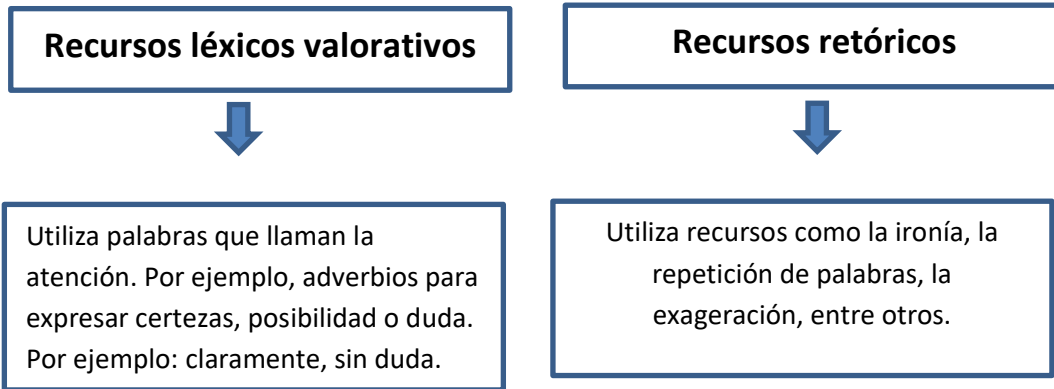 Recursos léxicos valorativos
Utiliza palabras que llaman la
atención. Por ejemplo, adverbios para
expresar certezas, posibilidad o duda.
Por ejemplo: claramente, sin duda.
Recursos retóricos
Utiliza recursos como la ironía, la
repetición de palabras, la
exageración, entre otros.